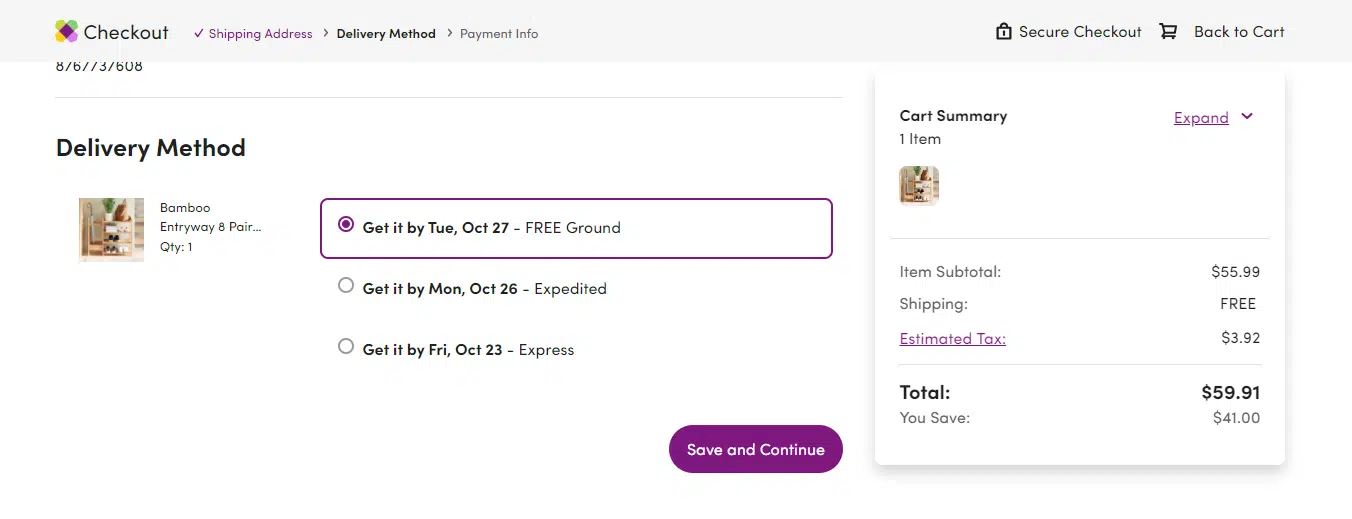 Checkout
Shipping Address
Delivery Method
Payment Info
Secure Checkout
Back to Cart
8767737608
Delivery Method
Bamboo
Entryway 8 Pair...
Qty: 1
Get it by Tue, Oct 27 - FREE Ground
Get it by Mon, Oct 26 - Expedited
Get it by Fri, Oct 23 - Express
Save and Continue
Cart Summary
Expand
1 Item
Item Subtotal: $55.99
Shipping: FREE
Estimated Tax: $3.92
Total: $59.91
You Save: $41.00